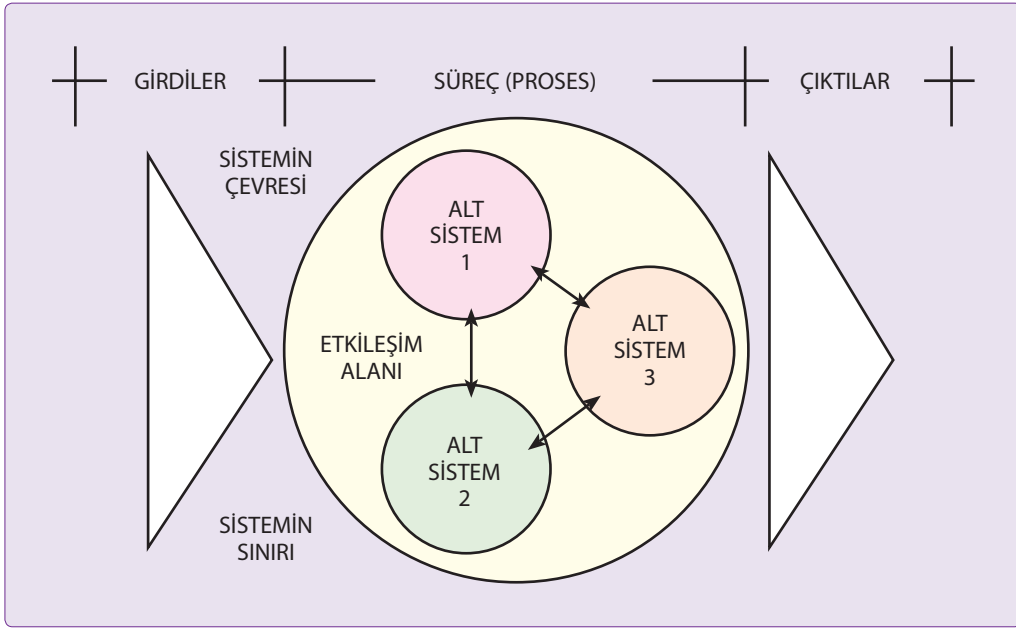 GİRDİLER
SÜREÇ (PROSES)
ÇIKTILAR
SİSTEMİN
ÇEVRESİ
ALT
SİSTEM
1
ETKİLEŞİM
ALANI
ALT
SİSTEM
3
ALT
SİSTEM
2
SİSTEMİN
SINIRI